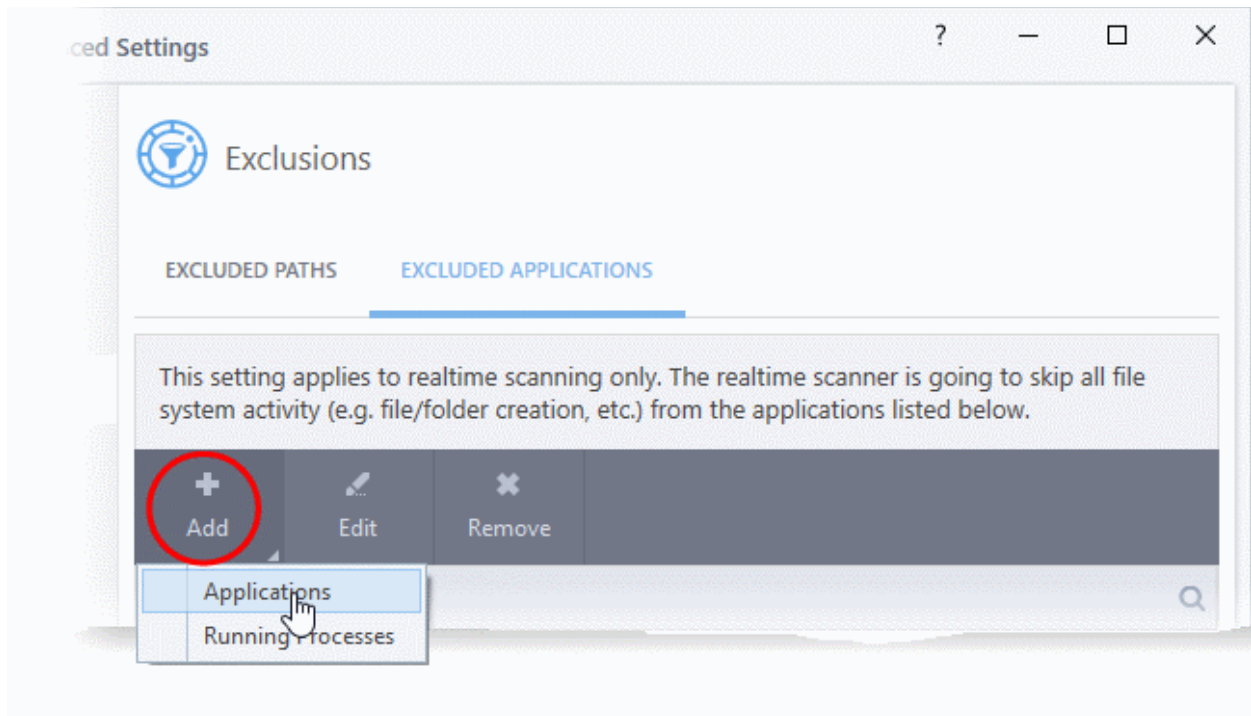 ced Settings
?
Exclusions
EXCLUDED PATHS EXCLUDED APPLICATIONS
This setting applies to realtime scanning only. The realtime scanner is going to skip all file
system activity (e.g. file/folder creation, etc.) from the applications listed below.
Add Edit Remove
Applications
Running Processes